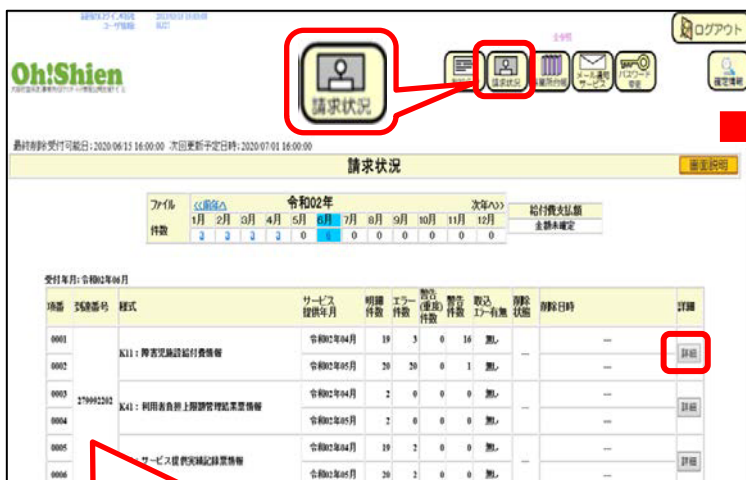 ログアウト
全令明
Oh!Shien
請求状況
請求状況
メール通知サービス
パスワード変更
確定情報
最終削除受付可能日:2020/06/15 16:00:00 次回更新予定日時:2020/07/01 16:00:00
請求状況
画面説明
ファイル件数 <<前年へ 令和02年 次年へ>> 給付費支払額
1月 2月 3月 4月 5月 6月 7月 8月 9月 10月 11月 12月 金額未確定
3 3 3 3 0 6 0 0 0 0 0 0
受付年月:令和02年06月
項番 到達番号 様式 サービス提供年月 明細件数 エラー件数 警告(重度)件数 警告件数 取込エラー有無 削除状態 削除日時 詳細
0001 K11:障害児施設給付費情報 令和02年04月 19 3 0 16 無し --- --- 詳細
0002 令和02年05月 20 20 0 1 無し ---
0003 279992202 K41:利用者負担上限額管理結果票情報 令和02年04月 2 0 0 0 無し --- --- 詳細
0004 令和02年05月 2 0 0 0 無し ---
0005 :サービス提供実績記録票情報 令和02年04月 19 2 0 0 無し --- --- 詳細
0006 令和02年05月 20 2 0 0 無し ---